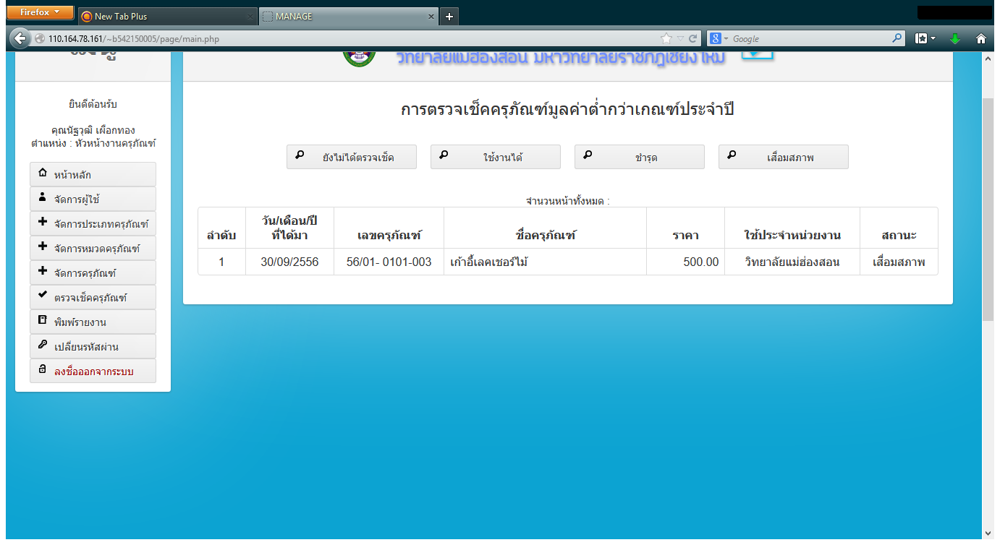 Firefox
New Tab Plus
MANAGE
110.164.78.161/~b542150005/page/main.php
Google
วิทยาลัยแม่ฮ่องสอน มหาวิทยาลัยราชภัฏเชียงใหม่
ยินดีต้อนรับ
คุณนัฐวุฒิ เผือกทอง
ตำแหน่ง : หัวหน้างานครุภัณฑ์
หน้าหลัก
จัดการผู้ใช้
จัดการประเภทครุภัณฑ์
จัดการหมวดครุภัณฑ์
จัดการครุภัณฑ์
ตรวจเช็คครุภัณฑ์
พิมพ์รายงาน
เปลี่ยนรหัสผ่าน
ลงชื่อออกจากระบบ
การตรวจเช็คครุภัณฑ์มูลค่าต่ำกว่าเกณฑ์ประจำปี
ยังไม่ได้ตรวจเช็ค ใช้งานได้ ชำรุด เสื่อมสภาพ
จำนวนหน้าทั้งหมด :
ลำดับ วัน/เดือน/ปี ที่ได้มา เลขครุภัณฑ์ ชื่อครุภัณฑ์ ราคา ใช้ประจำหน่วยงาน สถานะ
1 30/09/2556 56/01- 0101-003 เก้าอี้เลคเชอร์ไม้ 500.00 วิทยาลัยแม่ฮ่องสอน เสื่อมสภาพ